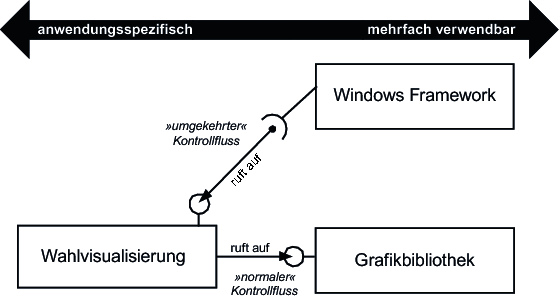 anwendungsspezifisch mehrfach verwendbar
Windows Framework
»umgekehrter«
Kontrollfluss
ruft auf
Wahlvisualisierung
ruft auf
Grafikbibliothek
»normaler«
Kontrollfluss